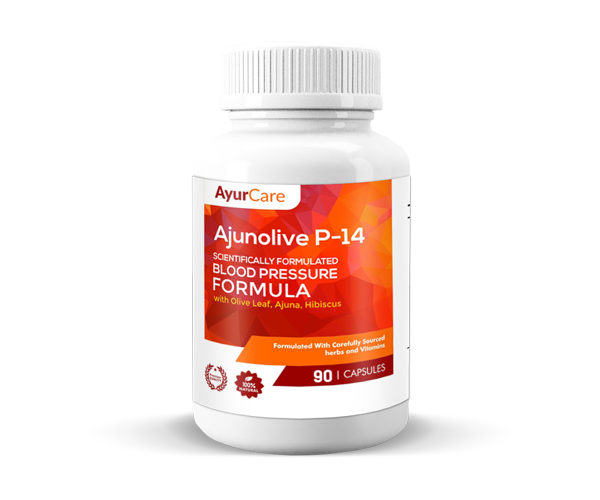 AyurCare
Ajunolive P-14
SCIENTIFICALLY FORMULATED
BLOOD PRESSURE
FORMULA
with Olive Leaf, Ajuna, Hibiscus
Formulated With Carefully Sourced
herbs and Vitamins
90 | CAPSULES
100%
NATURAL